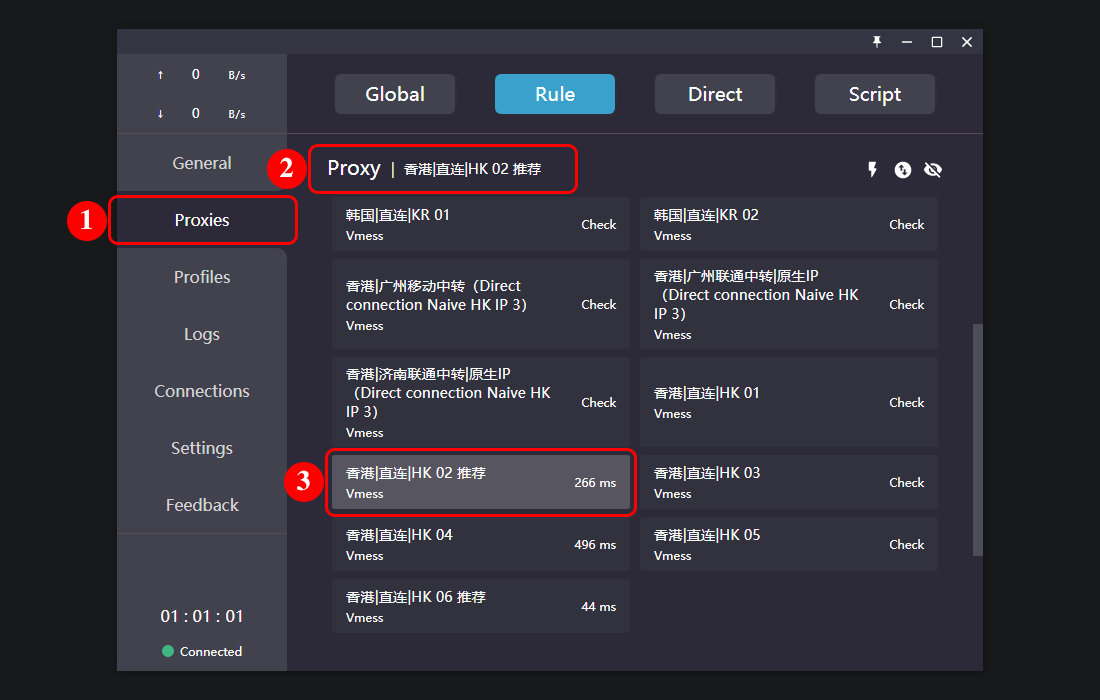 ↑ 0 B/s
↓ 0 B/s
Global
Rule
Direct
Script
General
Proxies
Profiles
Logs
Connections
Settings
Feedback
01 : 01 : 01
Connected
1
2
Proxy | 香港|直连|HK 02 推荐
韩国|直连|KR 01
Vmess
Check
韩国|直连|KR 02
Vmess
Check
香港|广州移动中转（Direct
connection Naive HK IP 3）
Vmess
Check
香港|广州联通中转|原生IP
（Direct connection Naive HK
IP 3）
Vmess
Check
香港|济南联通中转|原生IP
（Direct connection Naive HK
IP 3）
Vmess
Check
香港|直连|HK 01
Vmess
Check
3
香港|直连|HK 02 推荐
Vmess
266 ms
香港|直连|HK 03
Vmess
Check
香港|直连|HK 04
Vmess
496 ms
香港|直连|HK 05
Vmess
Check
香港|直连|HK 06 推荐
Vmess
44 ms